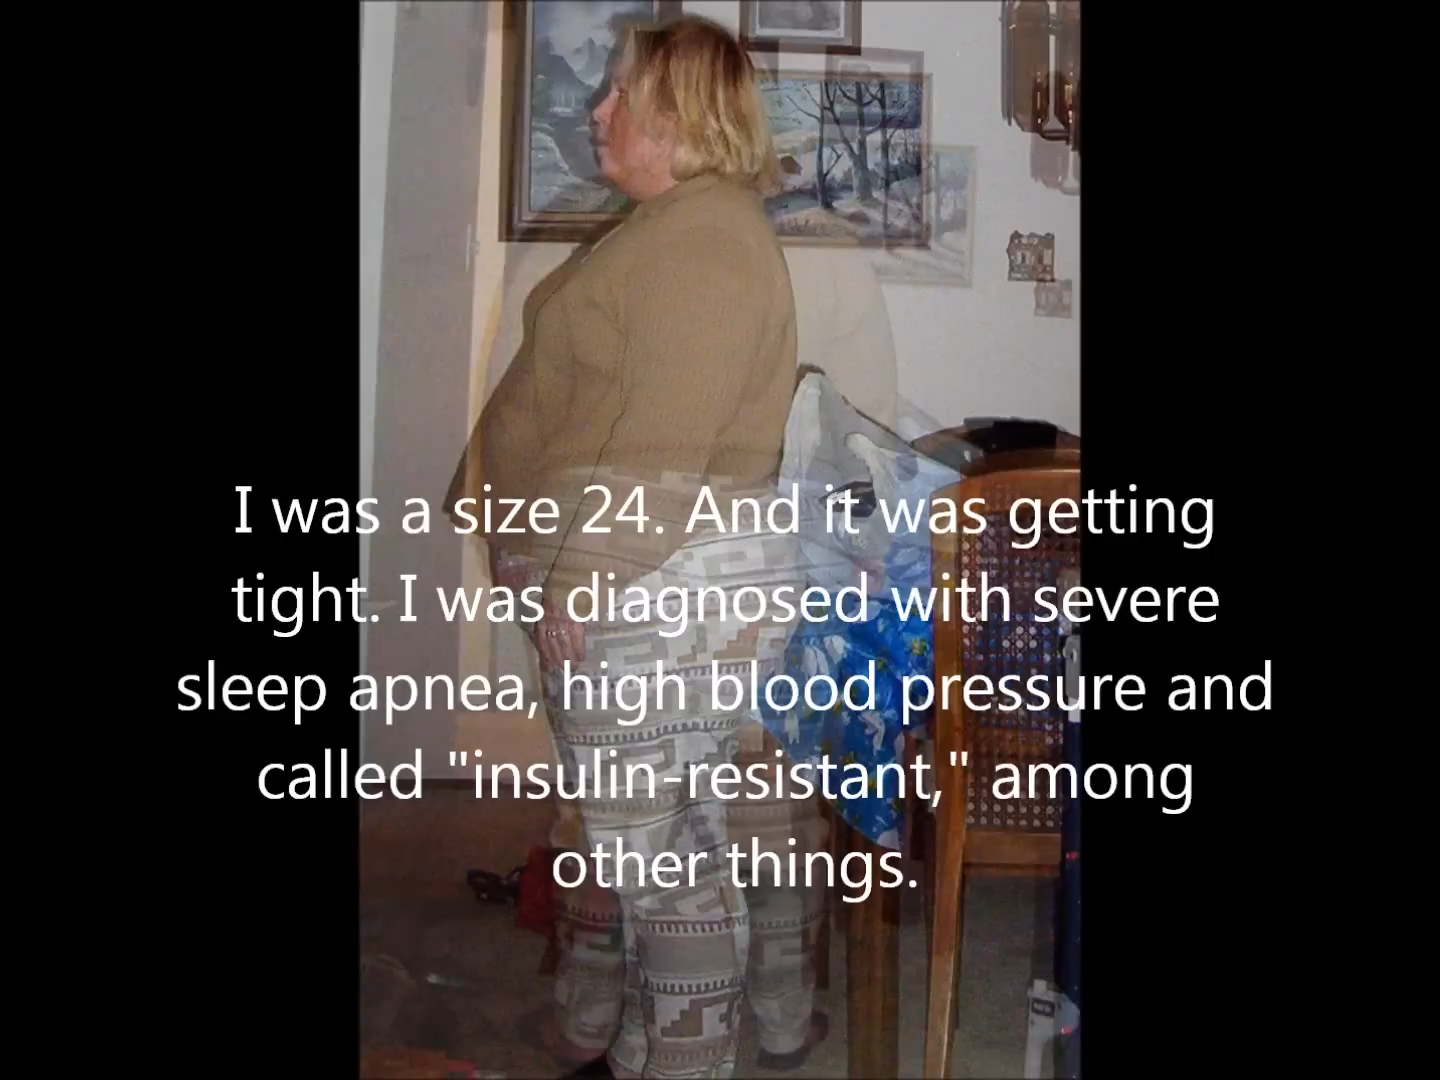 I was a size 24. And it was getting
tight. I was diagnosed with severe
sleep apnea, high blood pressure and
called "insulin-resistant," among
other things.